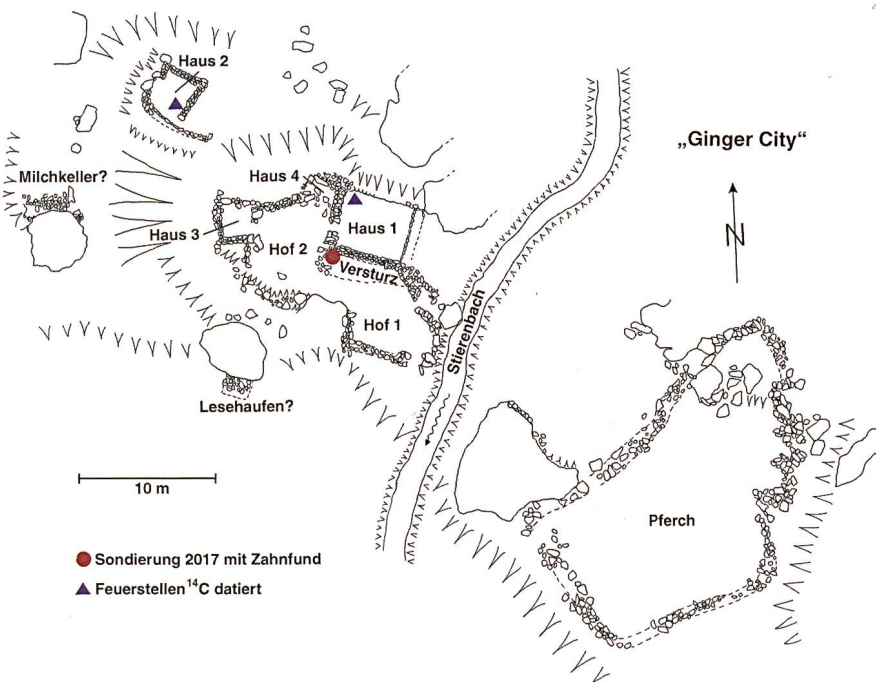 Haus 2
„Ginger City“
Milchkeller?
Haus 4
N
Haus 3
Haus 1
Hof 2
Versturz
Hof 1
Stierenbach
Lesehaufen?
10 m
Pferch
Sondierung 2017 mit Zahnfund
Feuerstellen ¹⁴C datiert